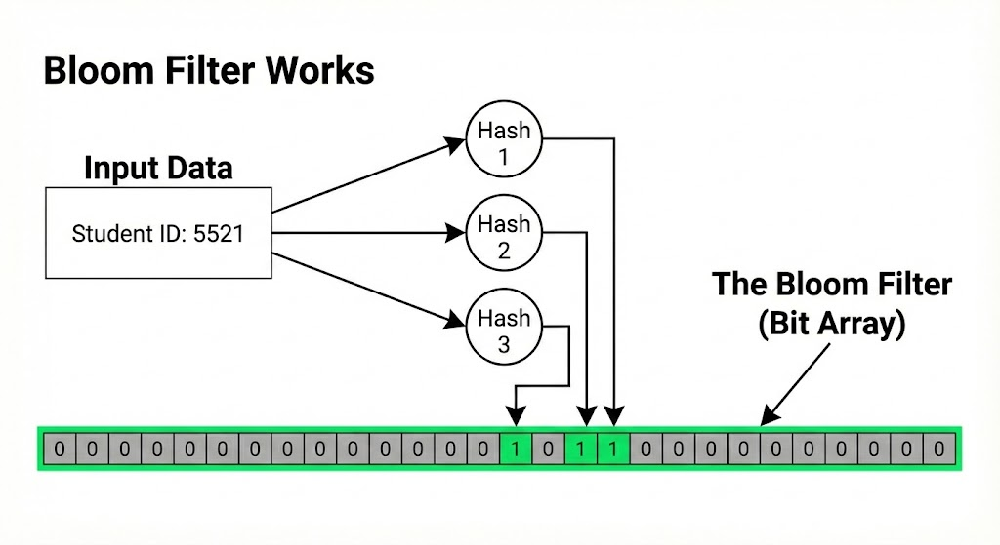 Bloom Filter Works
Input Data
Student ID: 5521
Hash
1
Hash
2
Hash
3
The Bloom Filter
(Bit Array)
0 0 0 0 0 0 0 0 0 0 0 0 0 0 1 0 1 1 0 0 0 0 0 0 0 0 0 0